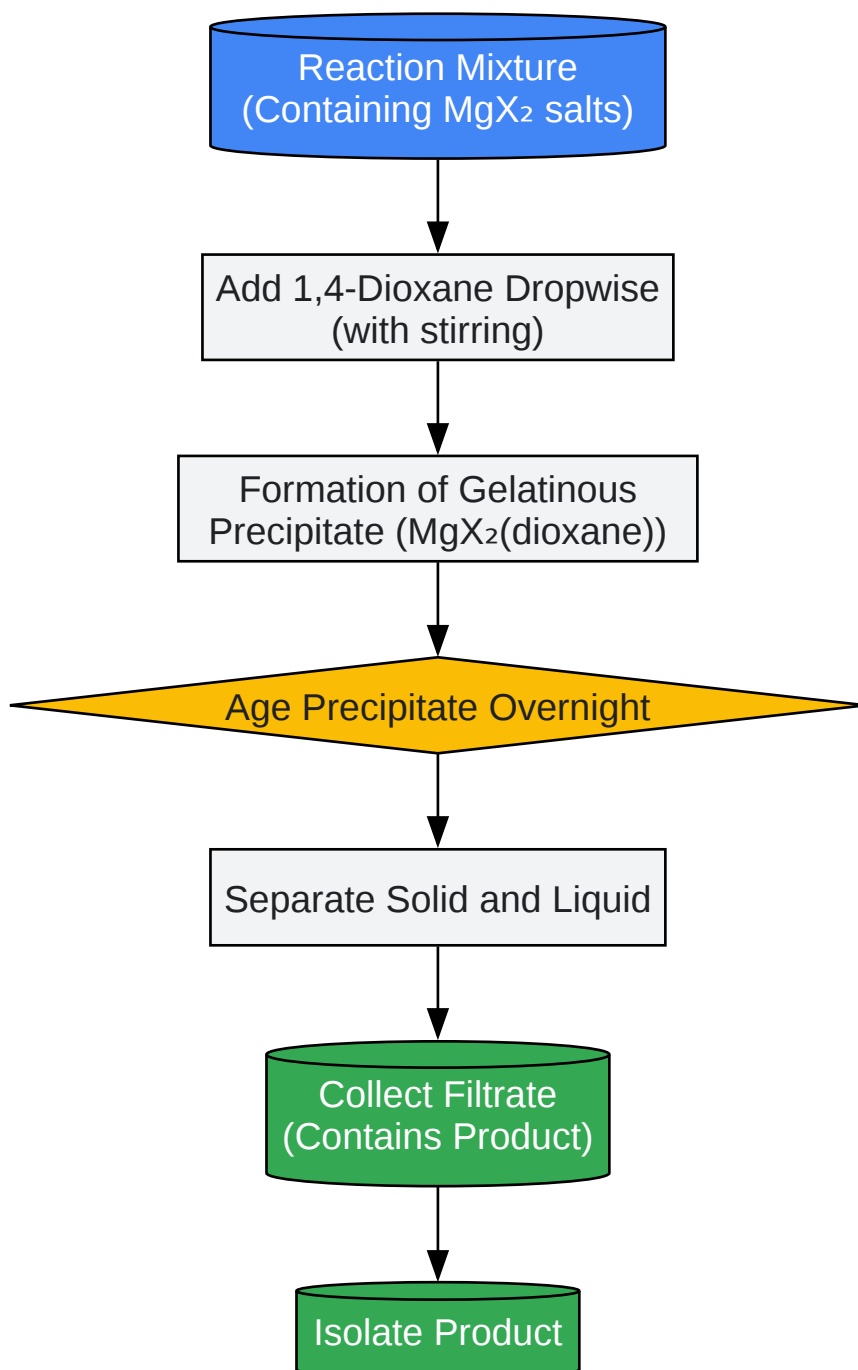 Reaction Mixture
(Containing MgX₂ salts)
Add 1,4-Dioxane Dropwise
(with stirring)
Formation of Gelatinous
Precipitate (MgX₂(dioxane))
Age Precipitate Overnight
Separate Solid and Liquid
Collect Filtrate
(Contains Product)
Isolate Product